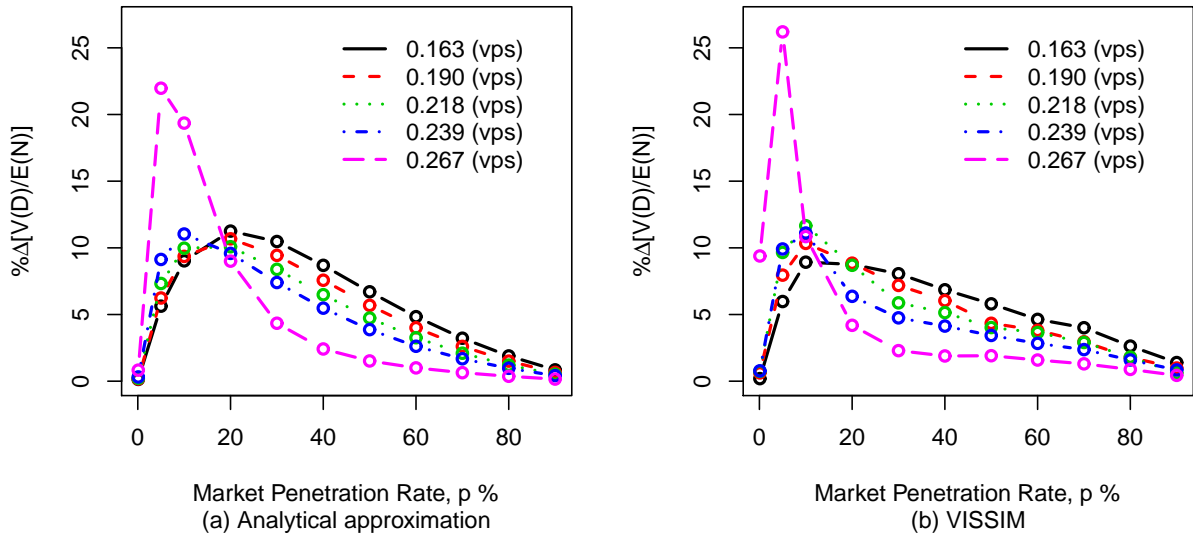 %Δ[V(D)/E(N)]
0 5 10 15 20 25
0.163 (vps)
0.190 (vps)
0.218 (vps)
0.239 (vps)
0.267 (vps)
0 20 40 60 80
Market Penetration Rate, p %
(a) Analytical approximation
%Δ[V(D)/E(N)]
0 5 10 15 20 25
0.163 (vps)
0.190 (vps)
0.218 (vps)
0.239 (vps)
0.267 (vps)
0 20 40 60 80
Market Penetration Rate, p %
(b) VISSIM